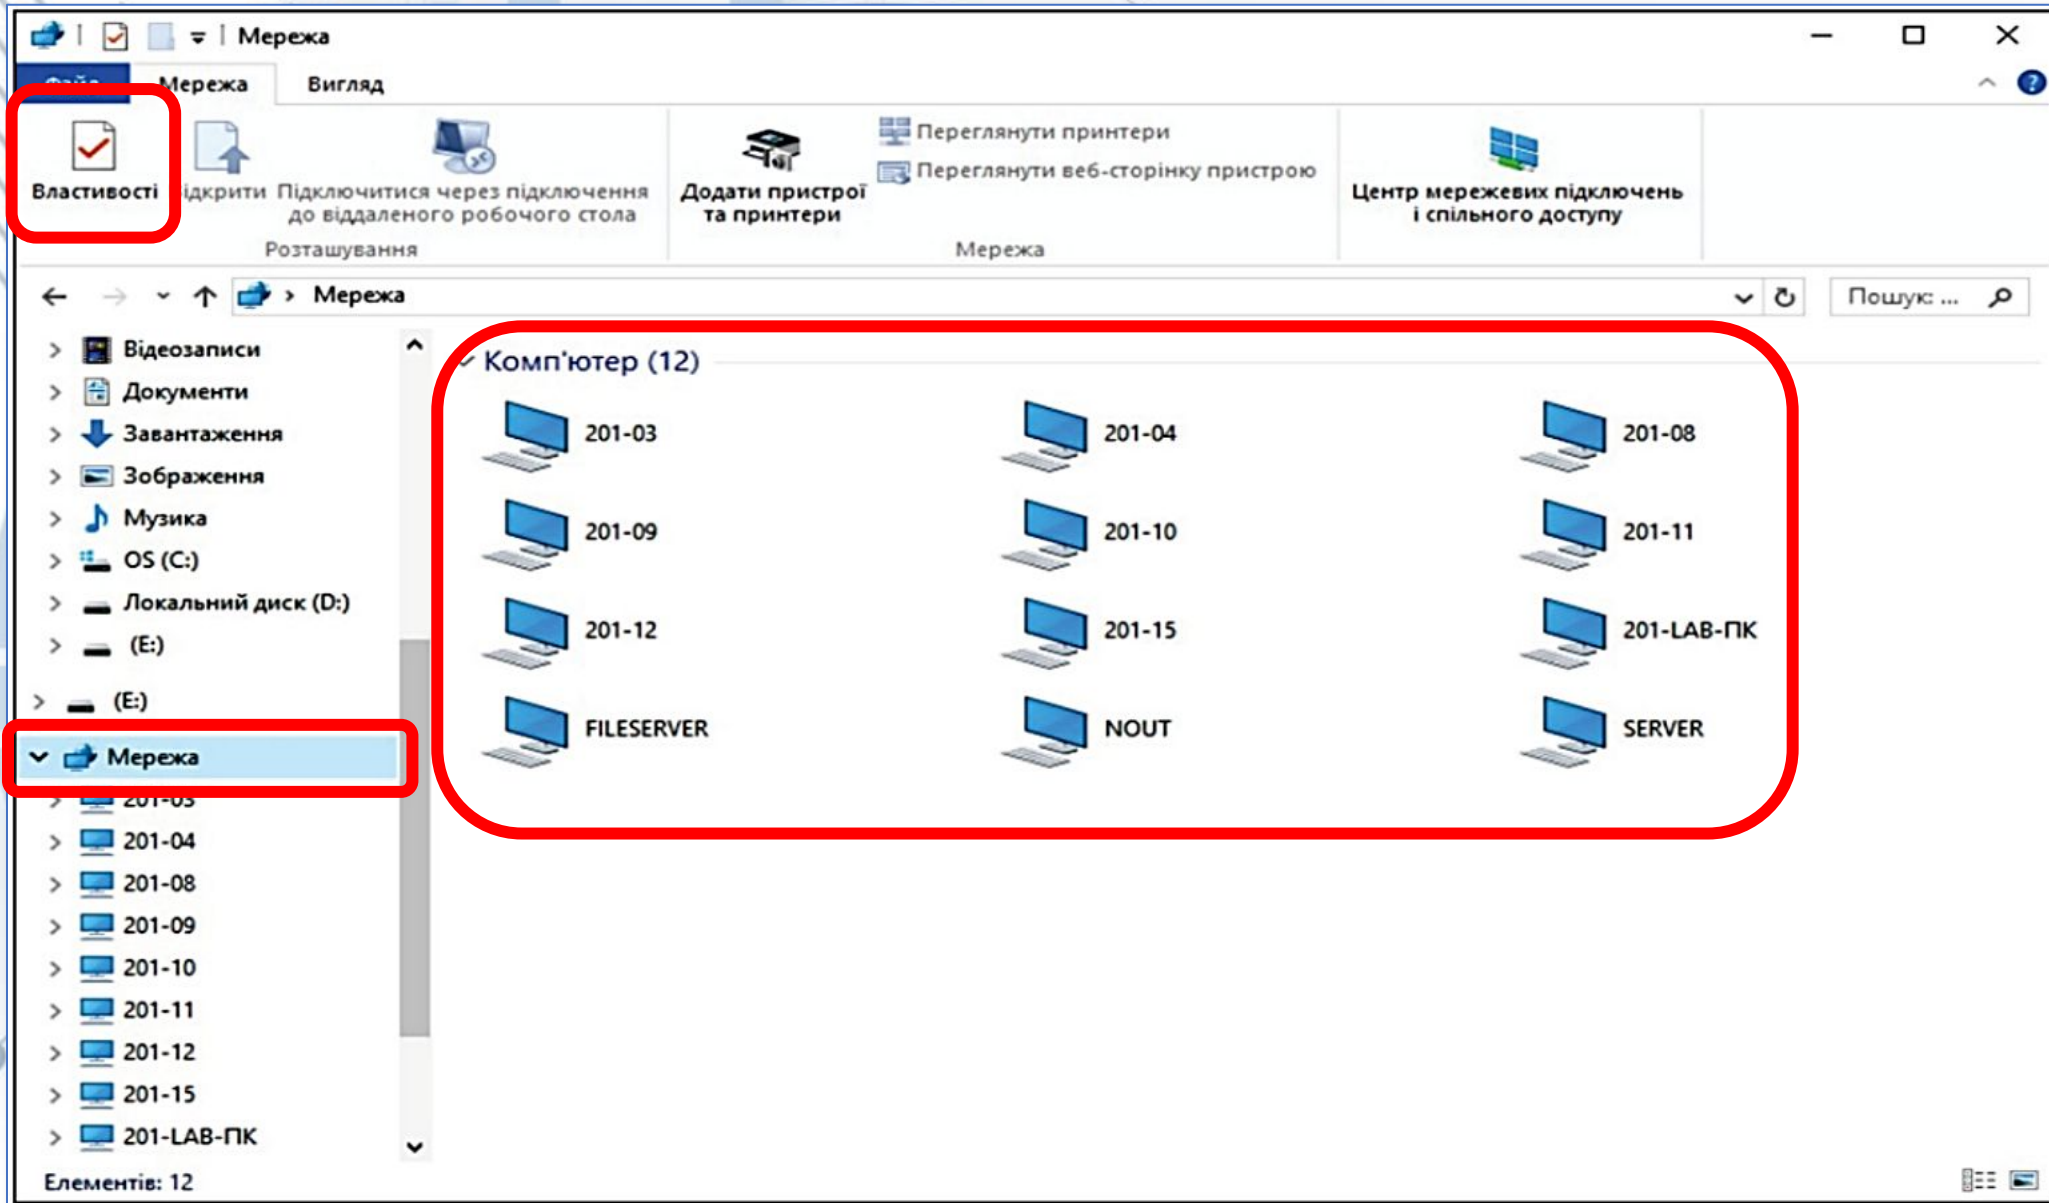 Мережа
Файл Мережа Вигляд
Властивості
ідкрити
Підключитися через підключення
до віддаленого робочого стола
Розташування
Додати пристрої
та принтери
Переглянути принтери
Переглянути веб-сторінку пристрою
Мережа
Центр мережевих підключень
і спільного доступу
Мережа
Пошук: ...
Відеозаписи
Документи
Завантаження
Зображення
Музика
OS (C:)
Локальний диск (D:)
(E:)
(E:)
Мережа
201-03
201-04
201-08
201-09
201-10
201-11
201-12
201-15
201-LAB-ПК
Комп'ютер (12)
201-03 201-04 201-08
201-09 201-10 201-11
201-12 201-15 201-LAB-ПК
FILESERVER NOUT SERVER
Елементів: 12